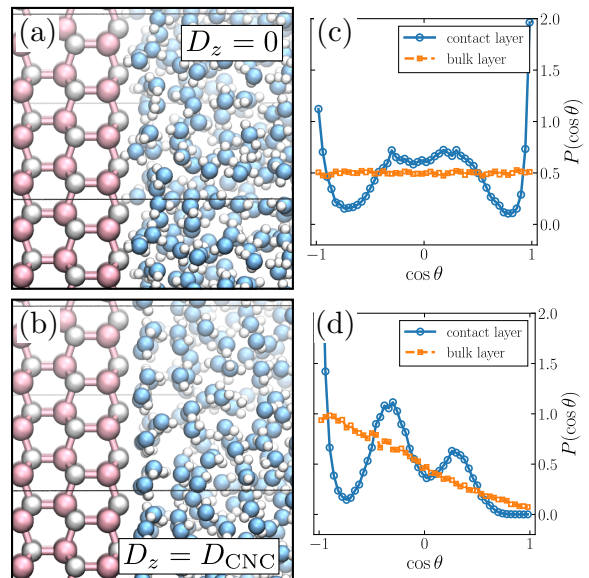 (a)
D_z = 0
(b)
D_z = D_CNC
(c)
contact layer
bulk layer
2.0
1.5
1.0
0.5
0.0
P(cos θ)
−1
0
1
cos θ
(d)
contact layer
bulk layer
2.0
1.5
1.0
0.5
0.0
P(cos θ)
−1
0
1
cos θ